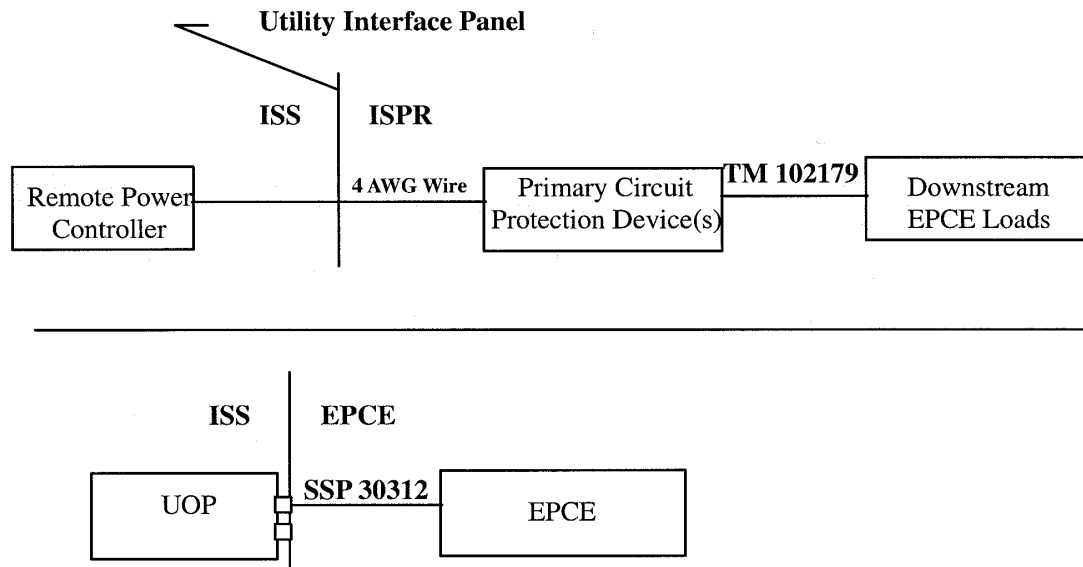 Utility Interface Panel
ISS ISPR
Remote Power
Controller
4 AWG Wire
Primary Circuit
Protection Device(s)
TM 102179
Downstream
EPCE Loads
ISS EPCE
UOP
SSP 30312
EPCE